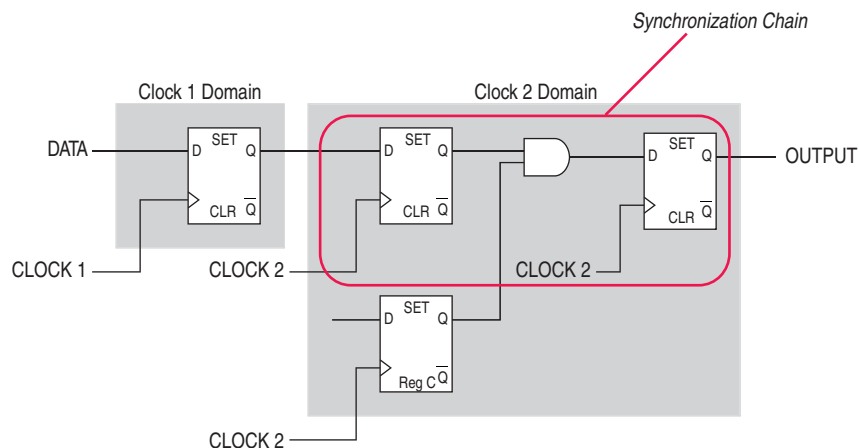 Synchronization Chain
Clock 1 Domain
Clock 2 Domain
DATA
D SET Q
CLR Q
D SET Q
CLR Q
D SET Q
CLR Q
OUTPUT
CLOCK 1
CLOCK 2
CLOCK 2
D SET Q
Reg C Q
CLOCK 2